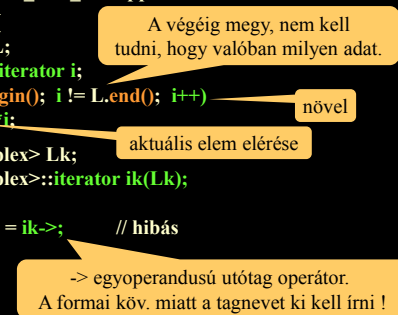 A végéig megy, nem kell
tudni, hogy valóban milyen adat.
iterator i;
gin(); i != L.end(); i++)
növel
*i;
aktuális elem elérése
plex> Lk;
plex>::iterator ik(Lk);
= ik->; // hibás
-> egyoperandusú utótag operátor.
A formai köv. miatt a tagnevet ki kell írni !